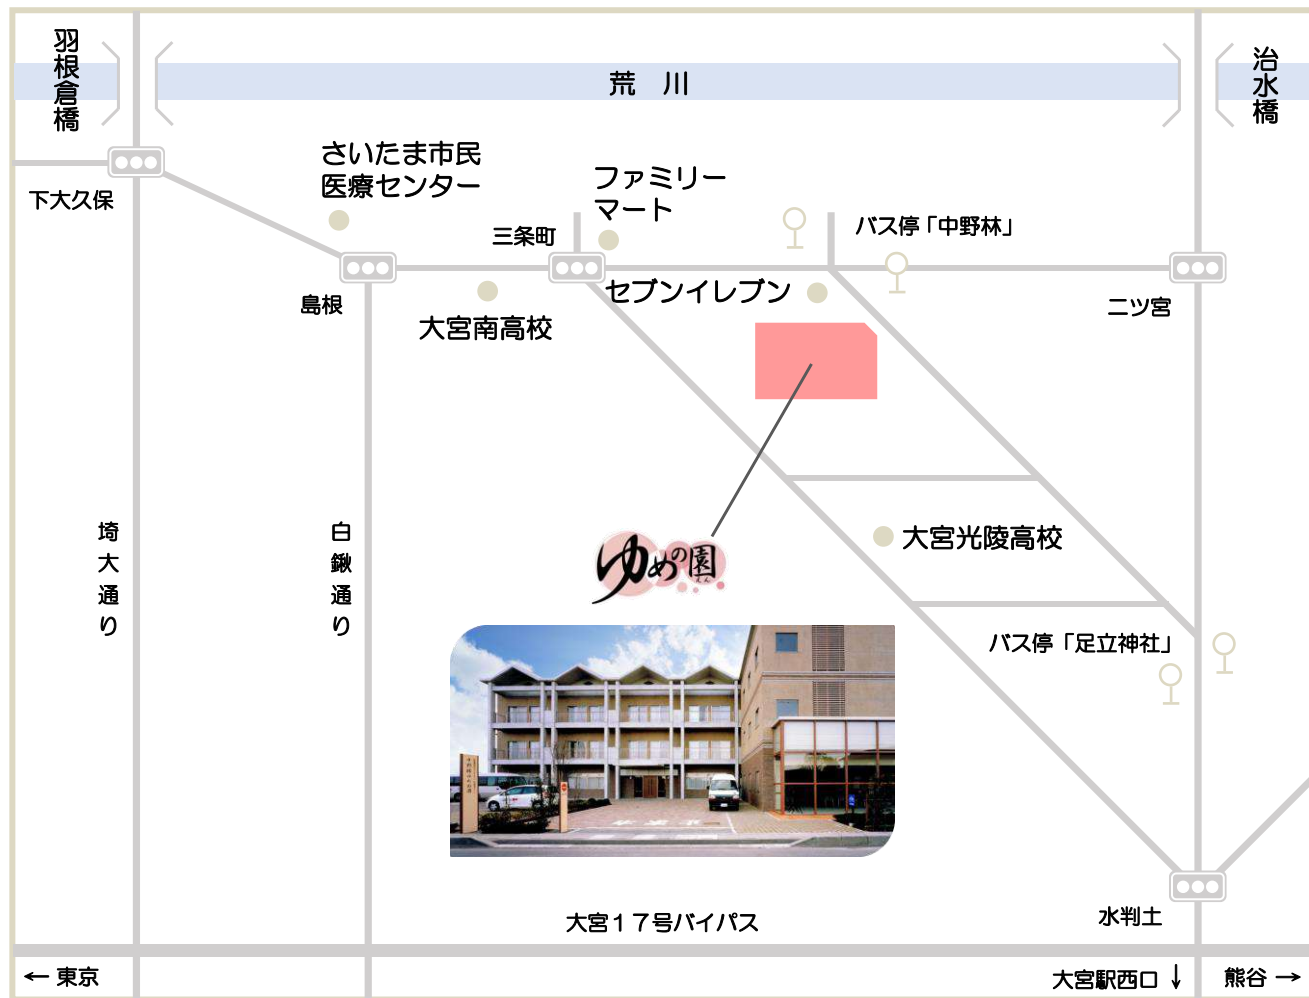 羽根倉橋
荒 川
治水橋
さいたま市民
医療センター
ファミリー
マート
下大久保
三条町
バス停「中野林」
島根
セブンイレブン
二ツ宮
大宮南高校
埼大通り
白鍬通り
ゆめの園
えん
大宮光陵高校
バス停「足立神社」
大宮17号バイパス
水判土
← 東京
大宮駅西口 ↓
熊谷 →